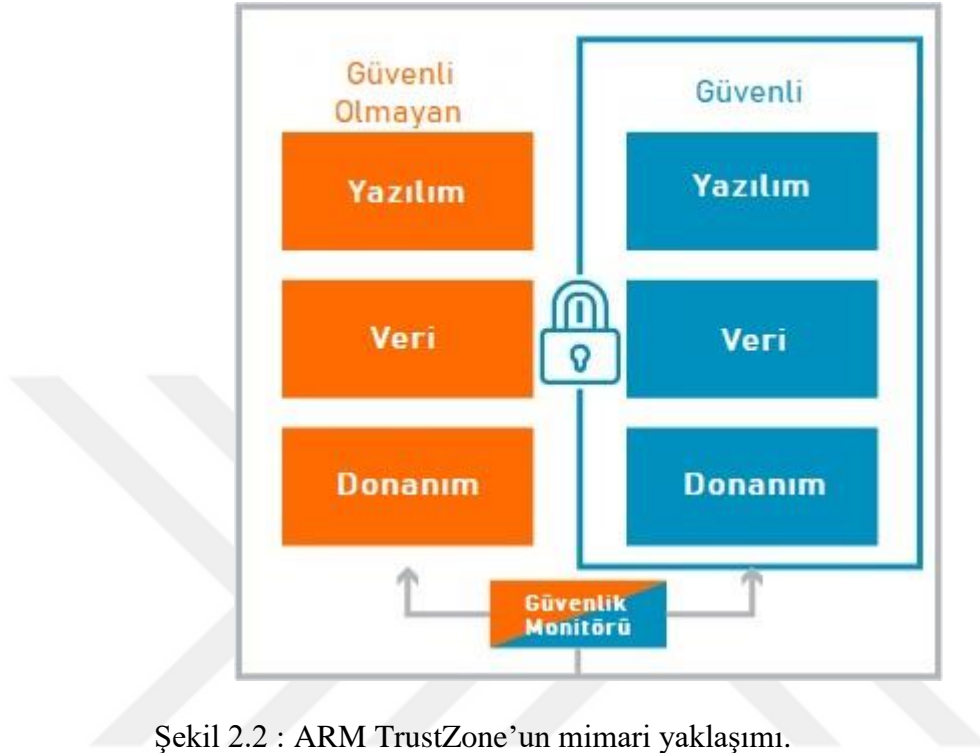 Güvenli
Olmayan
Yazılım
Veri
Donanım
Güvenli
Yazılım
Veri
Donanım
Güvenlik
Monitörü
Şekil 2.2 : ARM TrustZone’un mimari yaklaşımı.